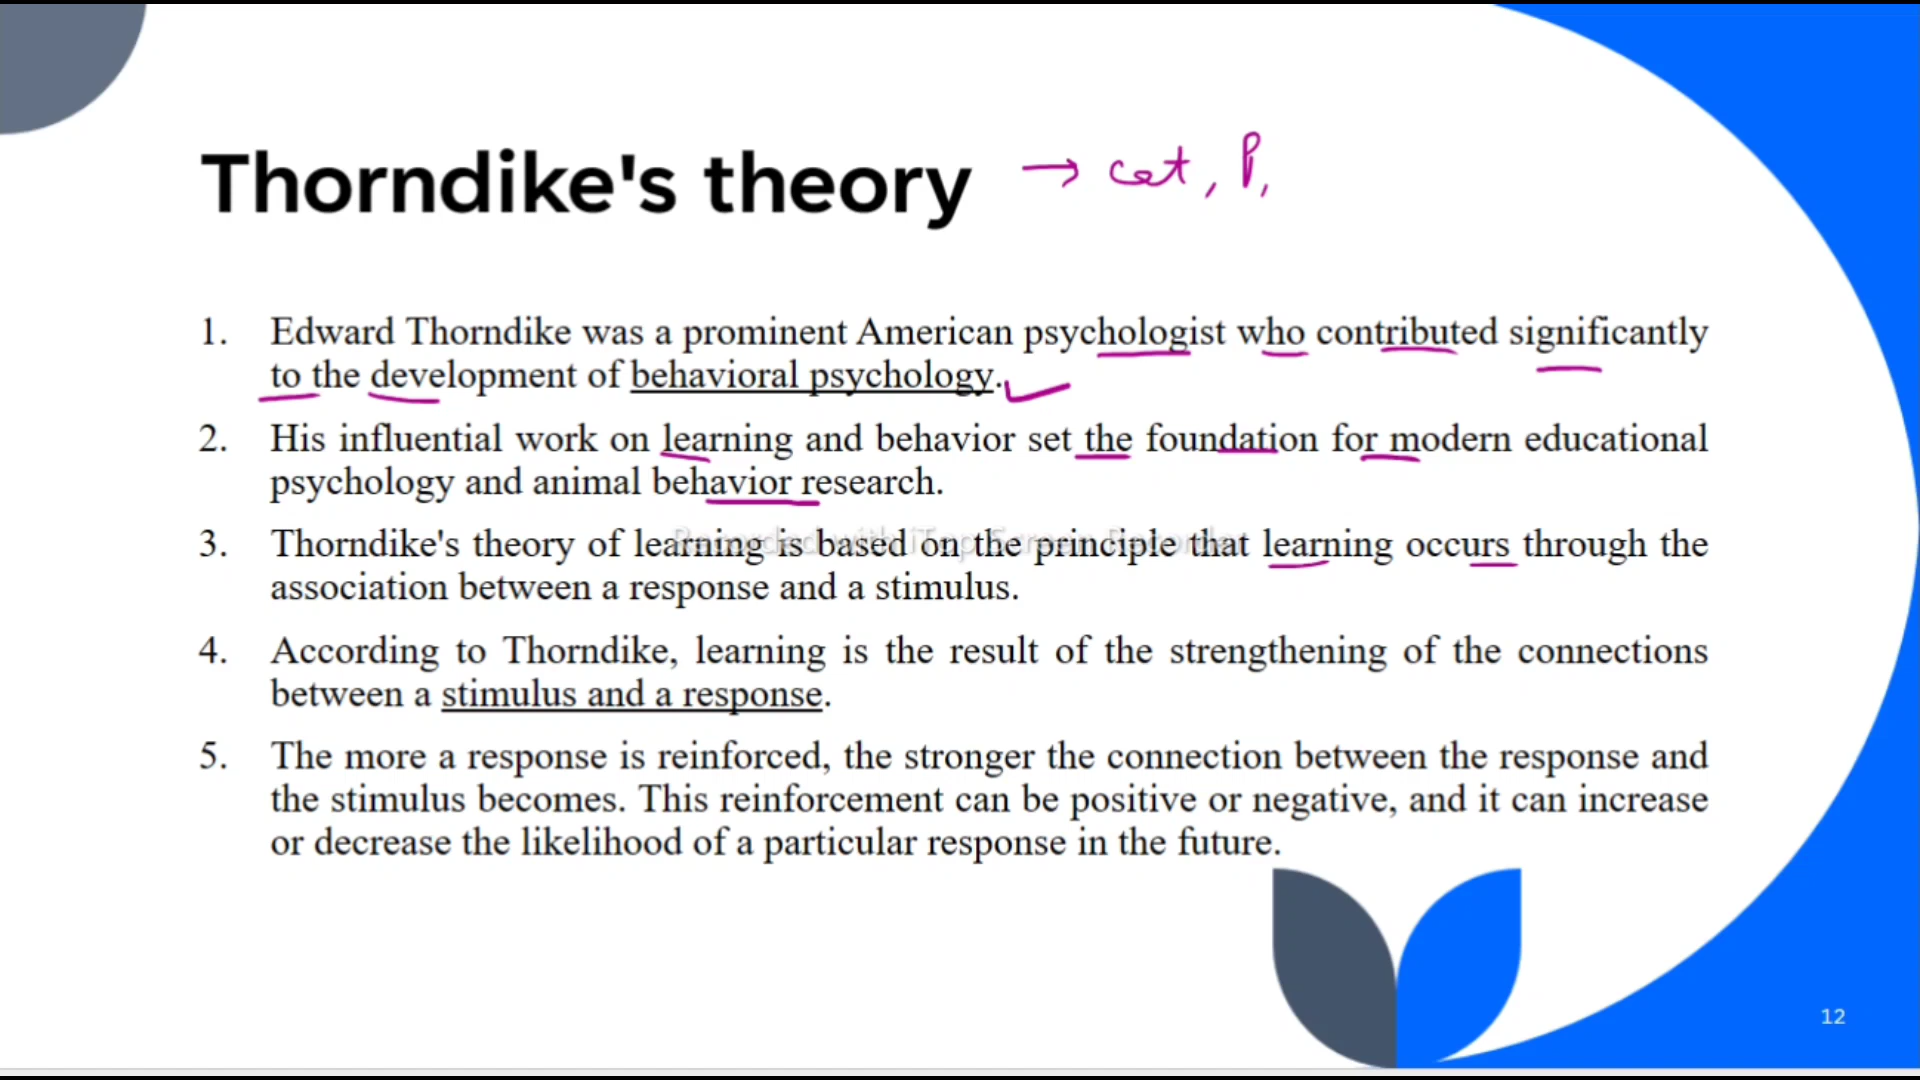 Thorndike's theory → cat, P,
1. Edward Thorndike was a prominent American psychologist who contributed significantly
to the development of behavioral psychology.
2. His influential work on learning and behavior set the foundation for modern educational
psychology and animal behavior research.
Recorded with iTop Screen Recorder
3. Thorndike's theory of learning is based on the principle that learning occurs through the
association between a response and a stimulus.
4. According to Thorndike, learning is the result of the strengthening of the connections
between a stimulus and a response.
5. The more a response is reinforced, the stronger the connection between the response and
the stimulus becomes. This reinforcement can be positive or negative, and it can increase
or decrease the likelihood of a particular response in the future.
12